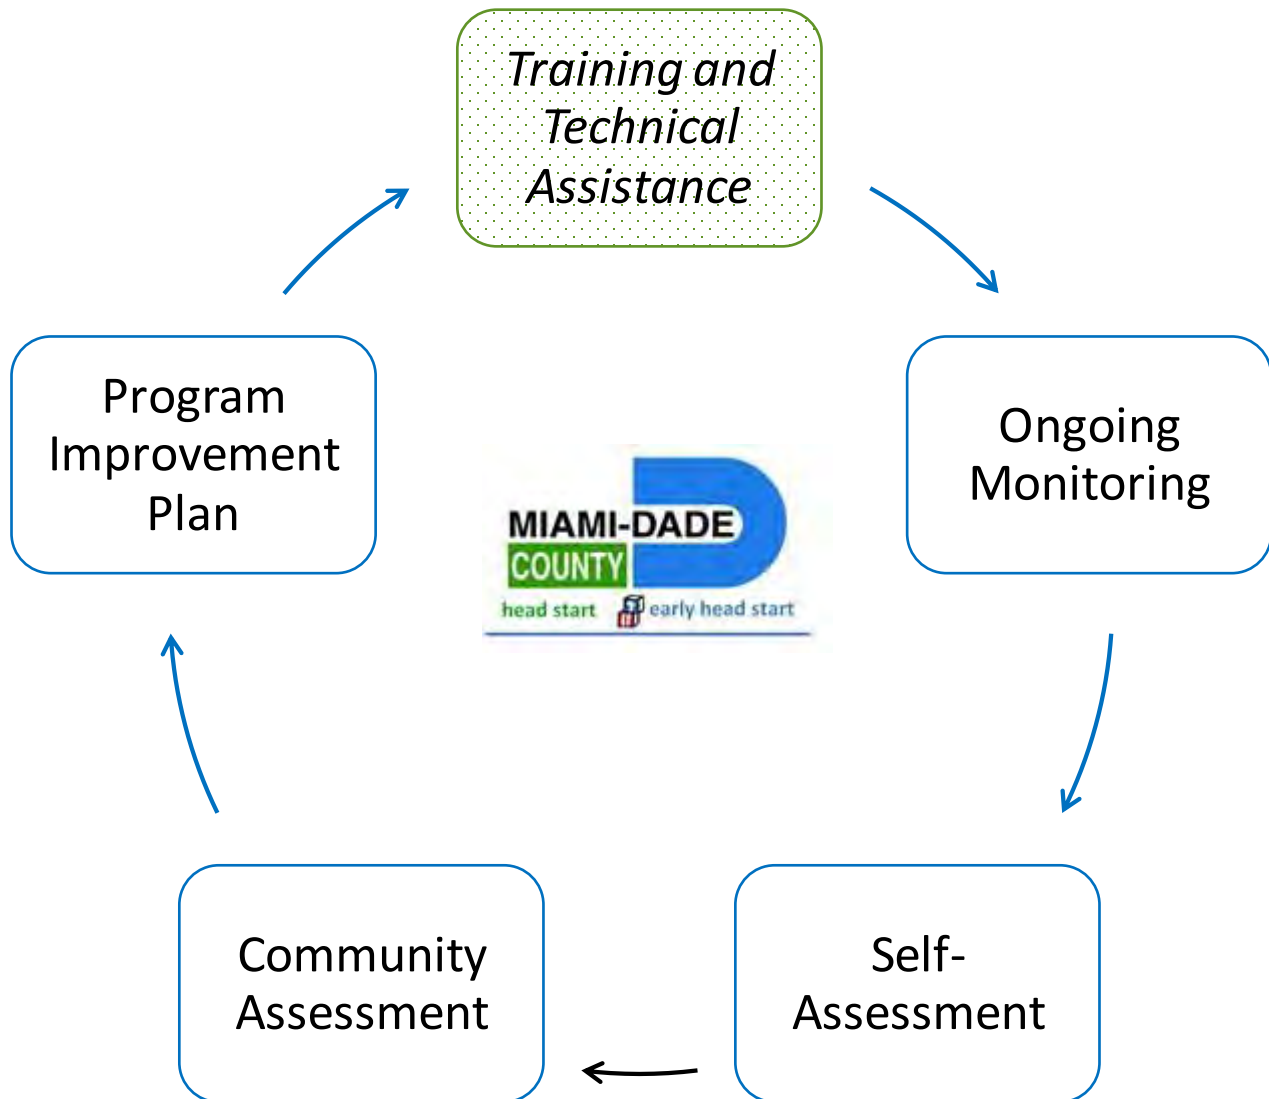 Training and
Technical
Assistance
Program
Improvement
Plan
Ongoing
Monitoring
MIAMI-DADE
COUNTY
head start early head start
Community
Assessment
Self-
Assessment